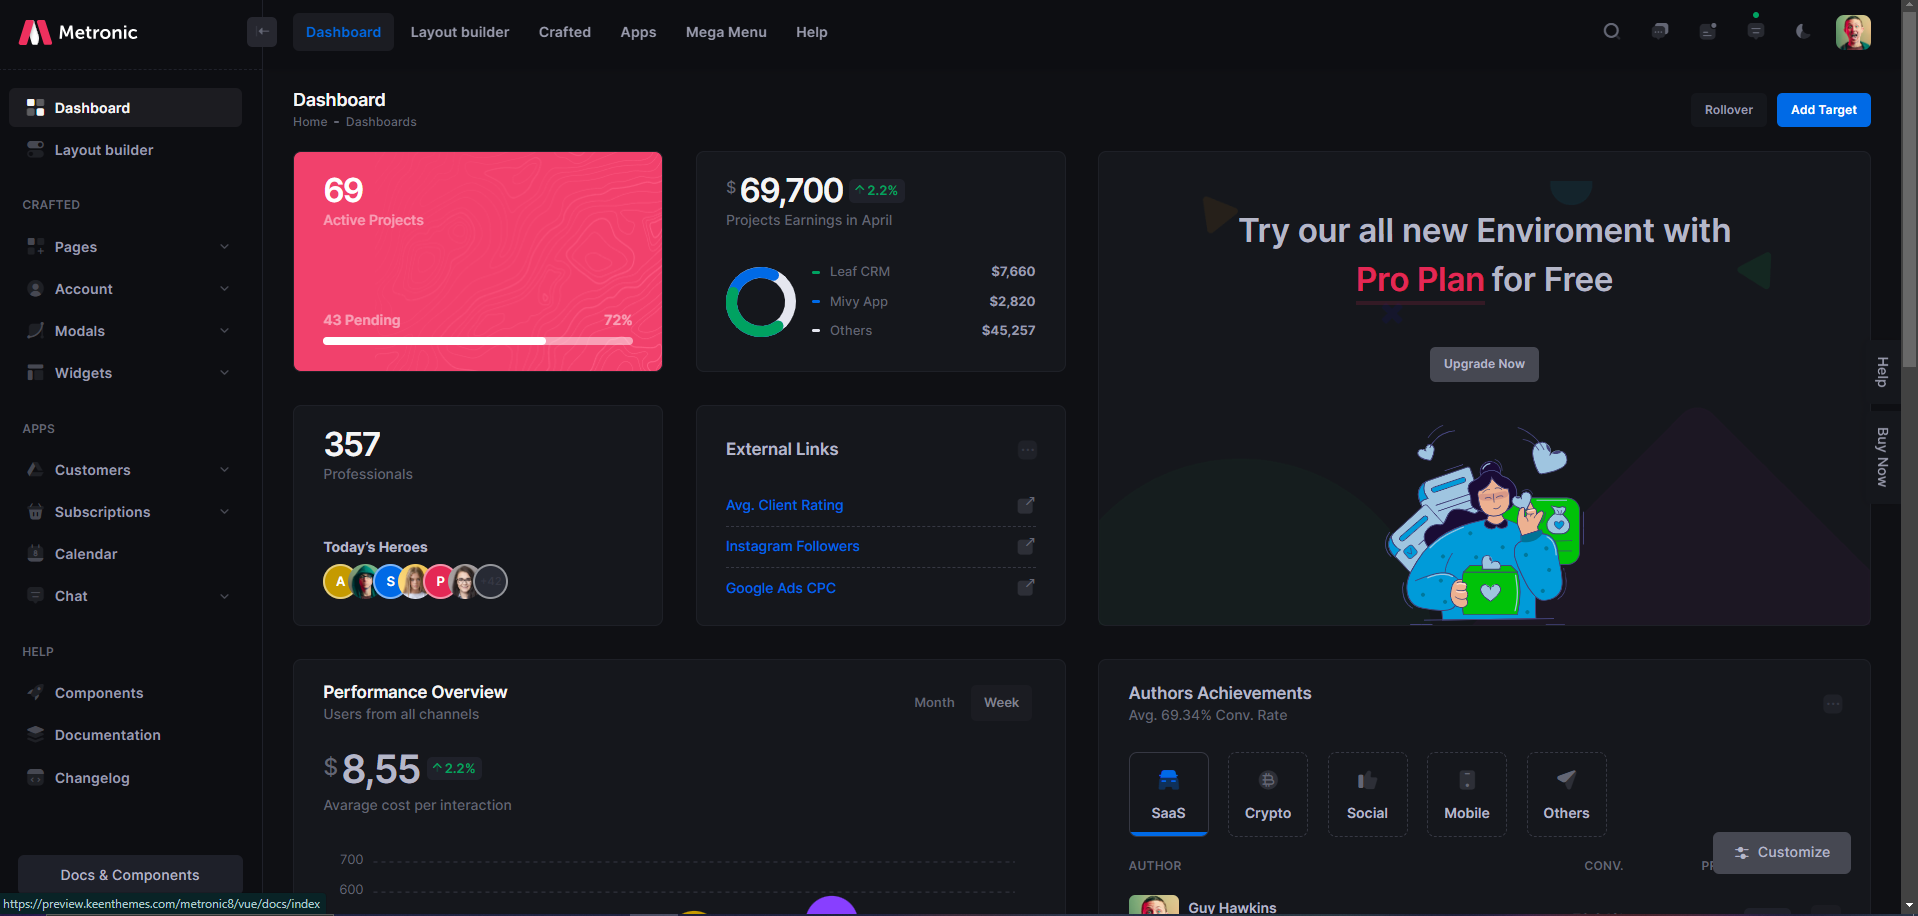 Metronic
Dashboard
Layout builder
Crafted
Apps
Mega Menu
Help
Dashboard
Layout builder
CRAFTED
Pages
Account
Modals
Widgets
APPS
Customers
Subscriptions
Calendar
Chat
HELP
Components
Documentation
Changelog
Docs & Components
https://preview.keenthemes.com/metronic8/vue/docs/index
Dashboard
Home - Dashboards
Rollover
Add Target
69
Active Projects
43 Pending 72%
$ 69,700 2.2%
Projects Earnings in April
Leaf CRM $7,660
Mivy App $2,820
Others $45,257
Try our all new Enviroment with
Pro Plan for Free
Upgrade Now
Help
Buy Now
357
Professionals
Today's Heroes
A S P +42
External Links
Avg. Client Rating
Instagram Followers
Google Ads CPC
Performance Overview
Users from all channels
Month Week
$ 8,55 2.2%
Avarage cost per interaction
700
600
Authors Achievements
Avg. 69.34% Conv. Rate
SaaS
Crypto
Social
Mobile
Others
AUTHOR CONV.
Customize
Guy Hawkins